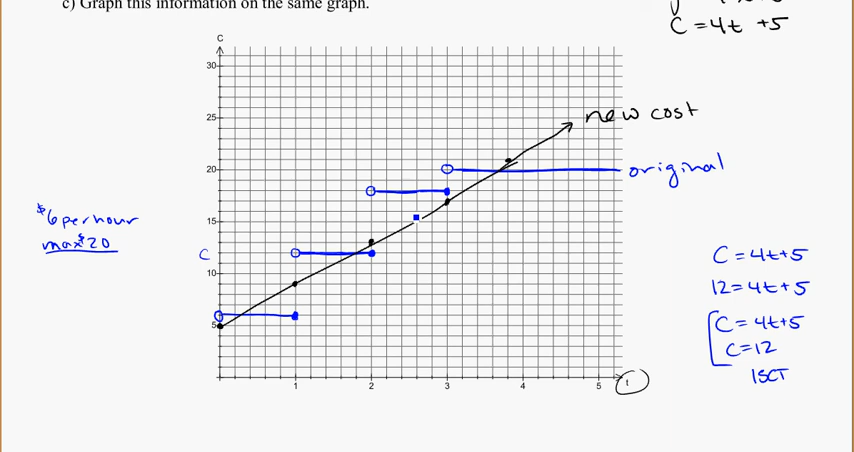 c) Graph this information on the same graph.
C = 4t + 5
C
30
25
20
15
10
5
1 2 3 4 5 t
new cost
original
$6 per hour
max $20
C
C = 4t+5
12 = 4t + 5
C = 4t+5
C = 12
ISCT